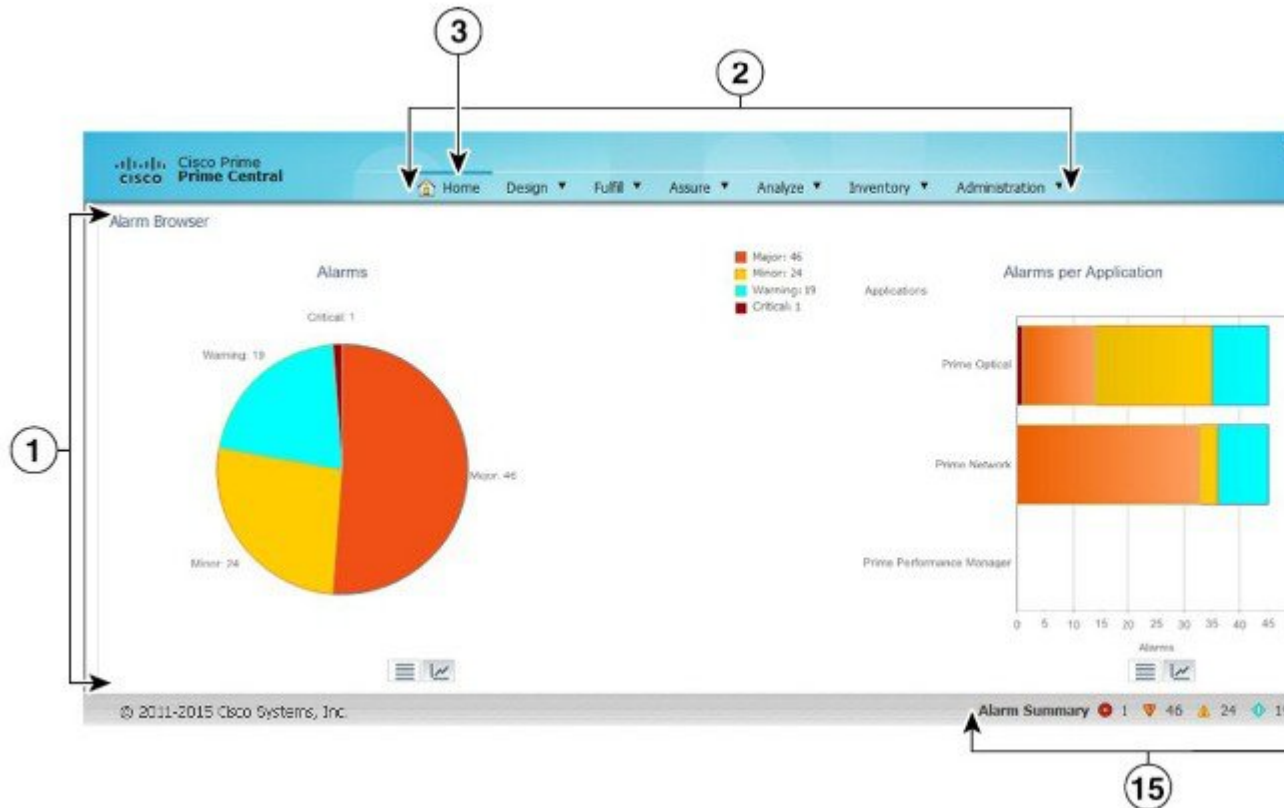 3
2
CISCO
Cisco Prime
Prime Central
Home Design Fulfill Assure Analyze Inventory Administration
Alarm Browser
1
Alarms
Critical: 1
Warning: 19
Major: 46
Minor: 24
Major: 46
Minor: 24
Warning: 19
Critical: 1
Applications
Alarms per Application
Prime Optical
Prime Network
Prime Performance Manager
0 5 10 15 20 25 30 35 40 45
Alarms
© 2011-2015 Cisco Systems, Inc.
Alarm Summary 1 46 24
15